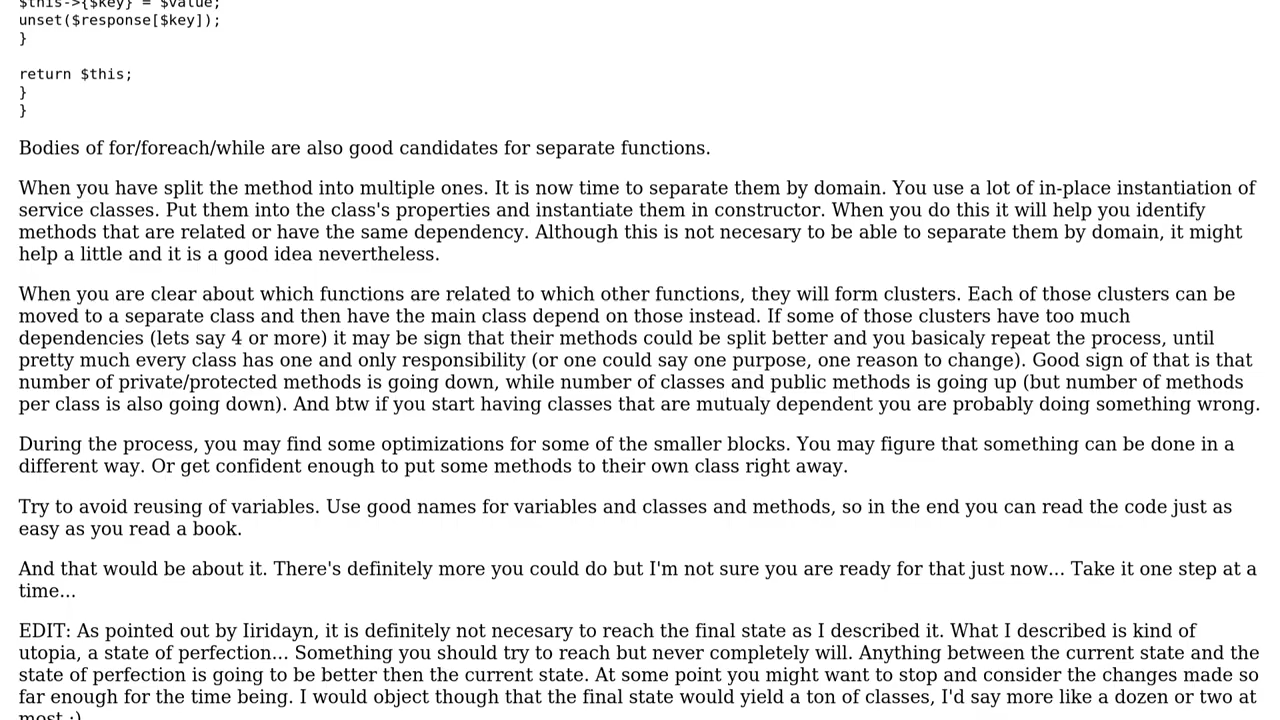 $this->{$key} = $value;
unset($response[$key]);
}
return $this;
}
}
Bodies of for/foreach/while are also good candidates for separate functions.
When you have split the method into multiple ones. It is now time to separate them by domain. You use a lot of in-place instantiation of
service classes. Put them into the class's properties and instantiate them in constructor. When you do this it will help you identify
methods that are related or have the same dependency. Although this is not necesary to be able to separate them by domain, it might
help a little and it is a good idea nevertheless.
When you are clear about which functions are related to which other functions, they will form clusters. Each of those clusters can be
moved to a separate class and then have the main class depend on those instead. If some of those clusters have too much
dependencies (lets say 4 or more) it may be sign that their methods could be split better and you basicaly repeat the process, until
pretty much every class has one and only responsibility (or one could say one purpose, one reason to change). Good sign of that is that
number of private/protected methods is going down, while number of classes and public methods is going up (but number of methods
per class is also going down). And btw if you start having classes that are mutualy dependent you are probably doing something wrong.
During the process, you may find some optimizations for some of the smaller blocks. You may figure that something can be done in a
different way. Or get confident enough to put some methods to their own class right away.
Try to avoid reusing of variables. Use good names for variables and classes and methods, so in the end you can read the code just as
easy as you read a book.
And that would be about it. There's definitely more you could do but I'm not sure you are ready for that just now... Take it one step at a
time...
EDIT: As pointed out by Iiridayn, it is definitely not necesary to reach the final state as I described it. What I described is kind of
utopia, a state of perfection... Something you should try to reach but never completely will. Anything between the current state and the
state of perfection is going to be better then the current state. At some point you might want to stop and consider the changes made so
far enough for the time being. I would object though that the final state would yield a ton of classes, I'd say more like a dozen or two at
most :)